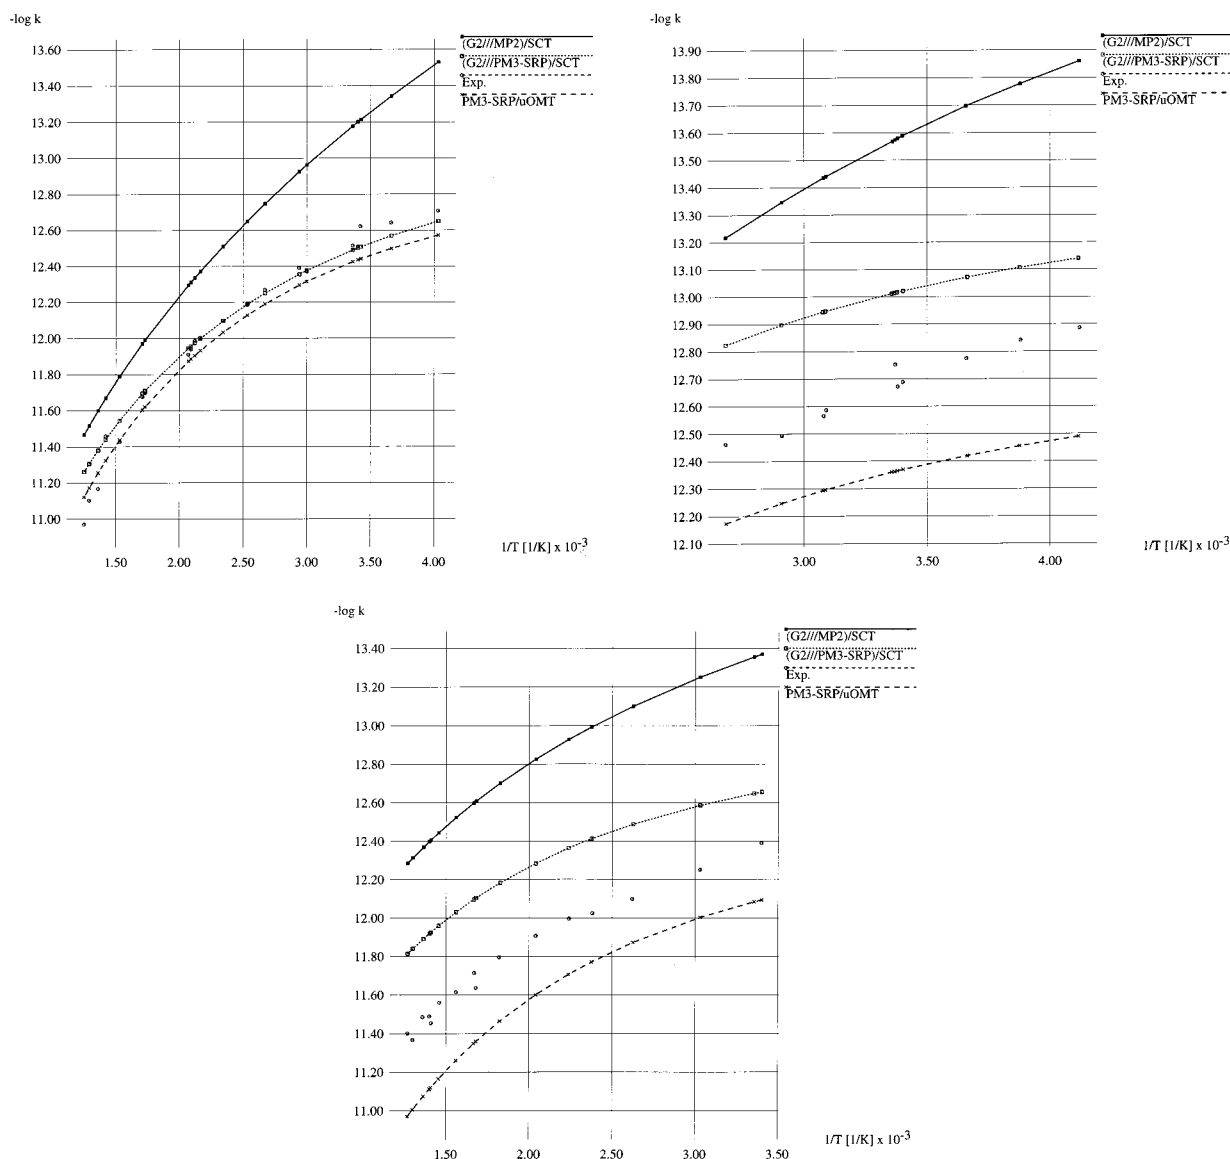 -log k
13.60
13.40
13.20
13.00
12.80
12.60
12.40
12.20
12.00
11.80
11.60
11.40
11.20
11.00
1.50 2.00 2.50 3.00 3.50 4.00
1/T [1/K] x 10-3
(G2///MP2)/SCT
(G2///PM3-SRP)/SCT
Exp.
PM3-SRP/uOMT
-log k
13.90
13.80
13.70
13.60
13.50
13.40
13.30
13.20
13.10
13.00
12.90
12.80
12.70
12.60
12.50
12.40
12.30
12.20
12.10
3.00 3.50 4.00
1/T [1/K] x 10-3
(G2///MP2)/SCT
(G2///PM3-SRP)/SCT
Exp.
PM3-SRP/uOMT
-log k
13.40
13.20
13.00
12.80
12.60
12.40
12.20
12.00
11.80
11.60
11.40
11.20
11.00
1.50 2.00 2.50 3.00 3.50
1/T [1/K] x 10-3
(G2///MP2)/SCT
(G2///PM3-SRP)/SCT
Exp.
PM3-SRP/uOMT